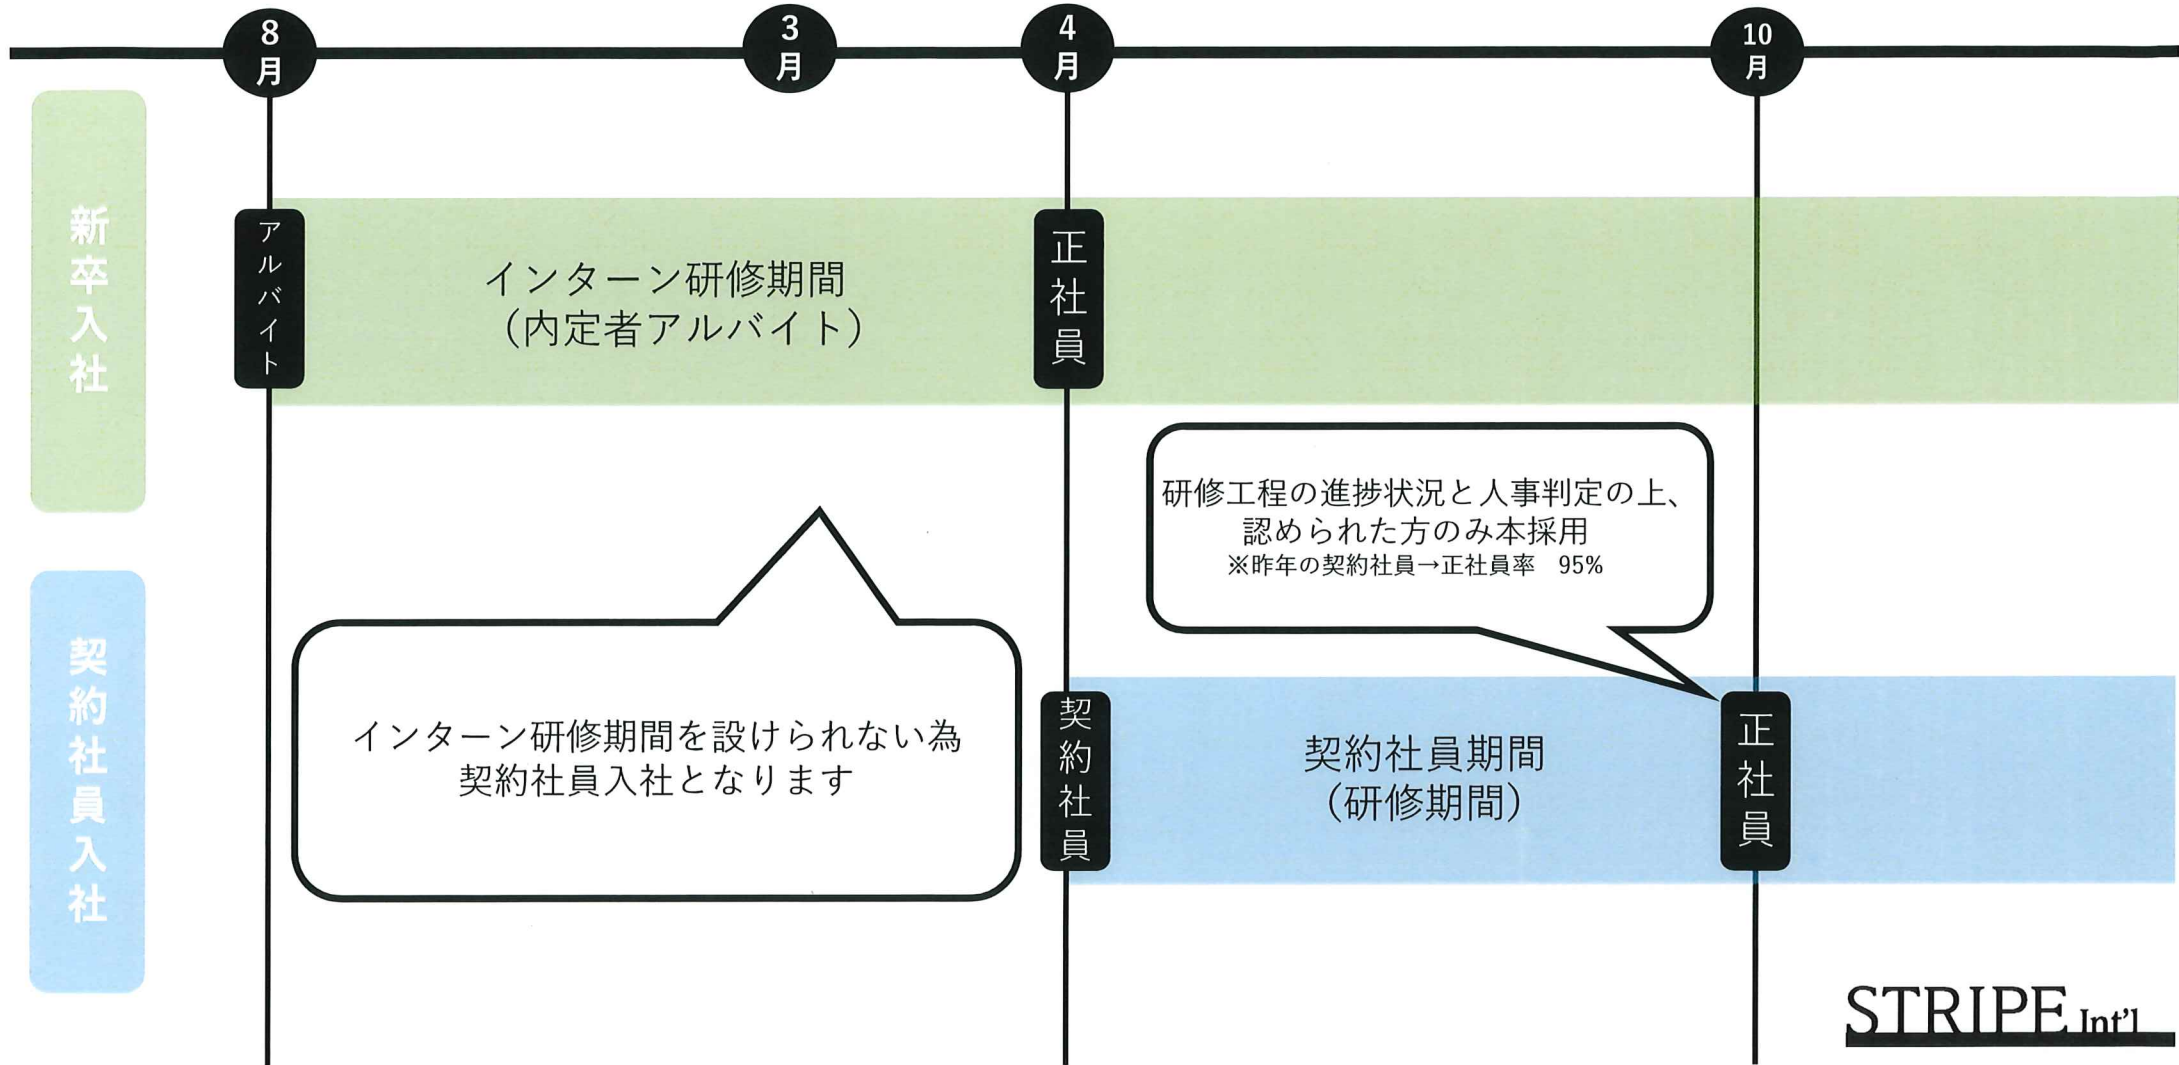 8月
3月
4月
10月
新卒入社
アルバイト
インターン研修期間
（内定者アルバイト）
正社員
研修工程の進捗状況と人事判定の上、
認められた方のみ本採用
※昨年の契約社員→正社員率　95%
契約社員入社
インターン研修期間を設けられない為
契約社員入社となります
契約社員
契約社員期間
（研修期間）
正社員
STRIPE Int'l